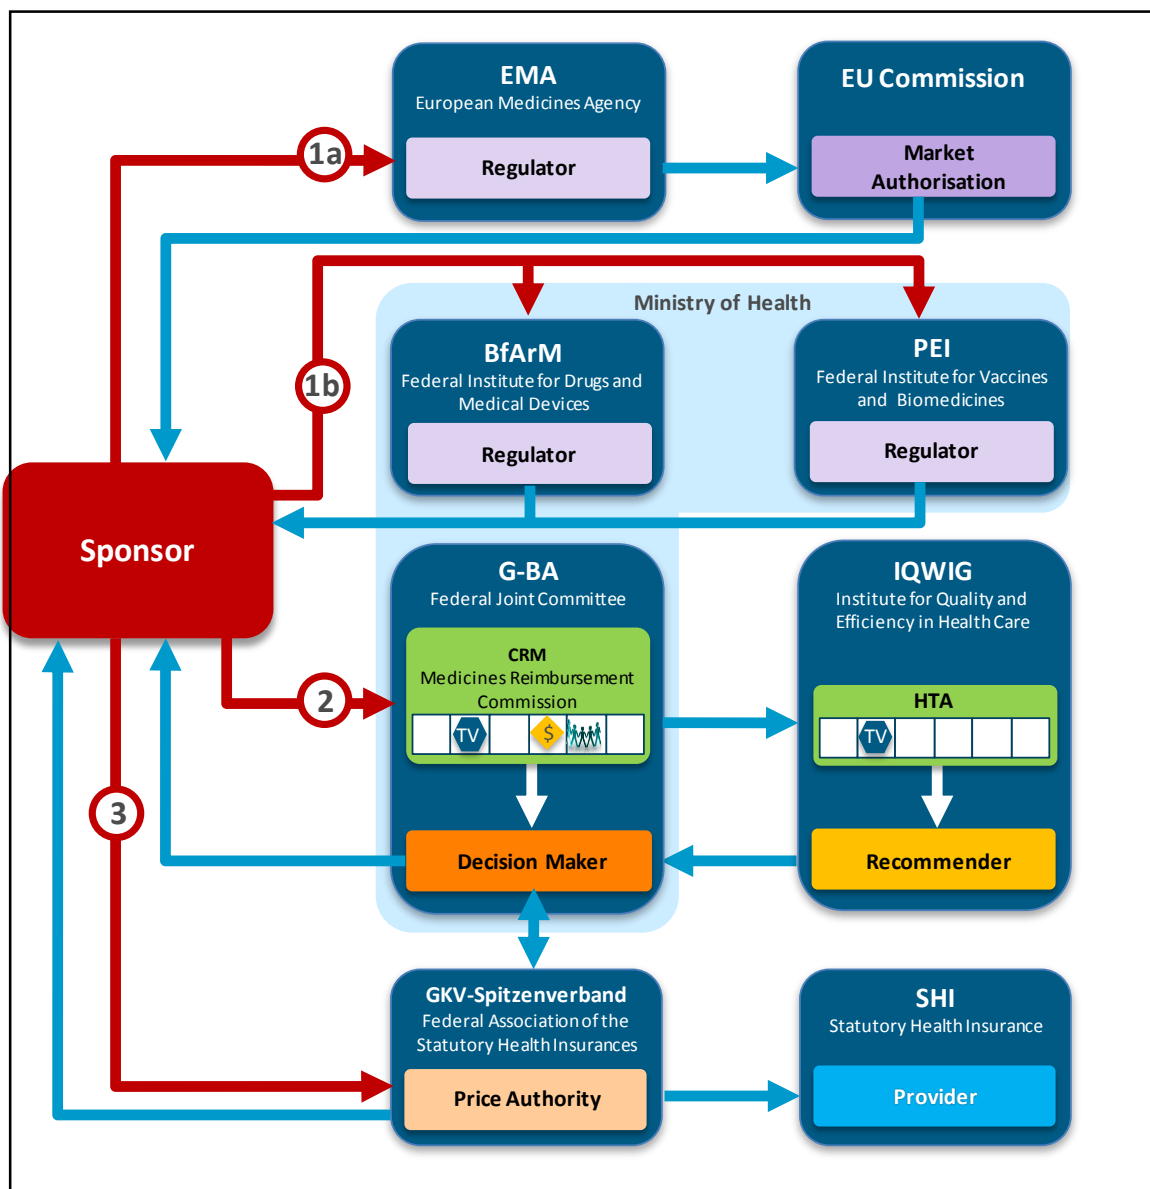 EMA
European Medicines Agency
Regulator
EU Commission
Market
Authorisation
1a
Ministry of Health
BfArM
Federal Institute for Drugs and
Medical Devices
Regulator
PEI
Federal Institute for Vaccines
and Biomedicines
Regulator
1b
Sponsor
G-BA
Federal Joint Committee
CRM
Medicines Reimbursement
Commission
TV
$
Decision Maker
IQWIG
Institute for Quality and
Efficiency in Health Care
HTA
TV
Recommender
2
3
GKV-Spitzenverband
Federal Association of the
Statutory Health Insurances
Price Authority
SHI
Statutory Health Insurance
Provider